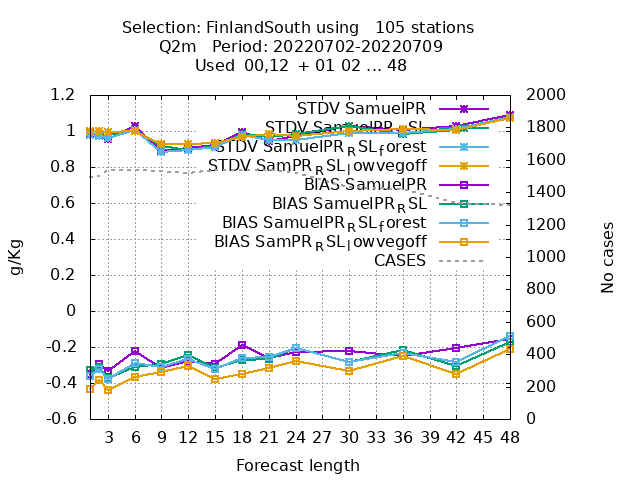 Selection: FinlandSouth using 105 stations
Q2m Period: 20220702-20220709
Used 00,12 + 01 02 ... 48
STDV SamuelPR
STDV SamuelPR_RSL
STDV SamuelPR_RSL_forest
STDV SamPR_RSL_lowvegoff
BIAS SamuelPR
BIAS SamuelPR_RSL
BIAS SamuelPR_RSL_forest
BIAS SamPR_RSL_lowvegoff
CASES
1.2
1
0.8
0.6
0.4
0.2
0
-0.2
-0.4
-0.6
g/Kg
2000
1800
1600
1400
1200
1000
800
600
400
200
0
No cases
3 6 9 12 15 18 21 24 27 30 33 36 39 42 45 48
Forecast length